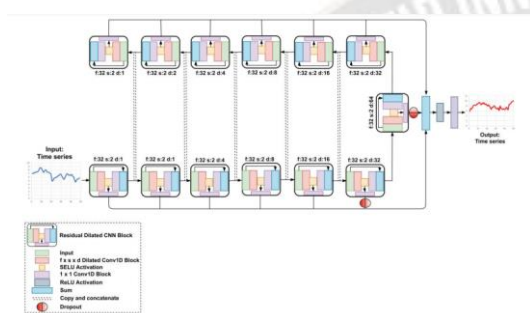 f:32 s:2 d:1
f:32 s:2 d:2
f:32 s:2 d:4
f:32 s:2 d:8
f:32 s:2 d:16
f:32 s:2 d:32
f:32 s:2 d:64
Input:
Time series
Output:
Time series
f:32 s:2 d:1
f:32 s:2 d:1
f:32 s:2 d:4
f:32 s:2 d:8
f:32 s:2 d:16
f:32 s:2 d:32
Residual Dilated CNN Block
Input
f x s x d Dilated Conv1D Block
SELU Activation
1 x 1 Conv1D Block
ReLU Activation
Sum
Copy and concatenate
Dropout